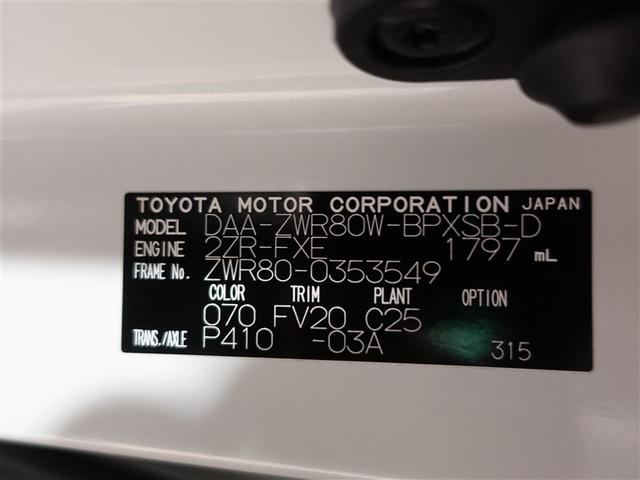 TOYOTA MOTOR CORPORATION JAPAN
MODEL DAA-ZWR80W-BPXSB-D
ENGINE 2ZR-FXE 1797 mL
FRAME No. ZWR80-0353549
COLOR TRIM PLANT OPTION
070 FV20 C25
TRANS./AXLE P410 -03A 315